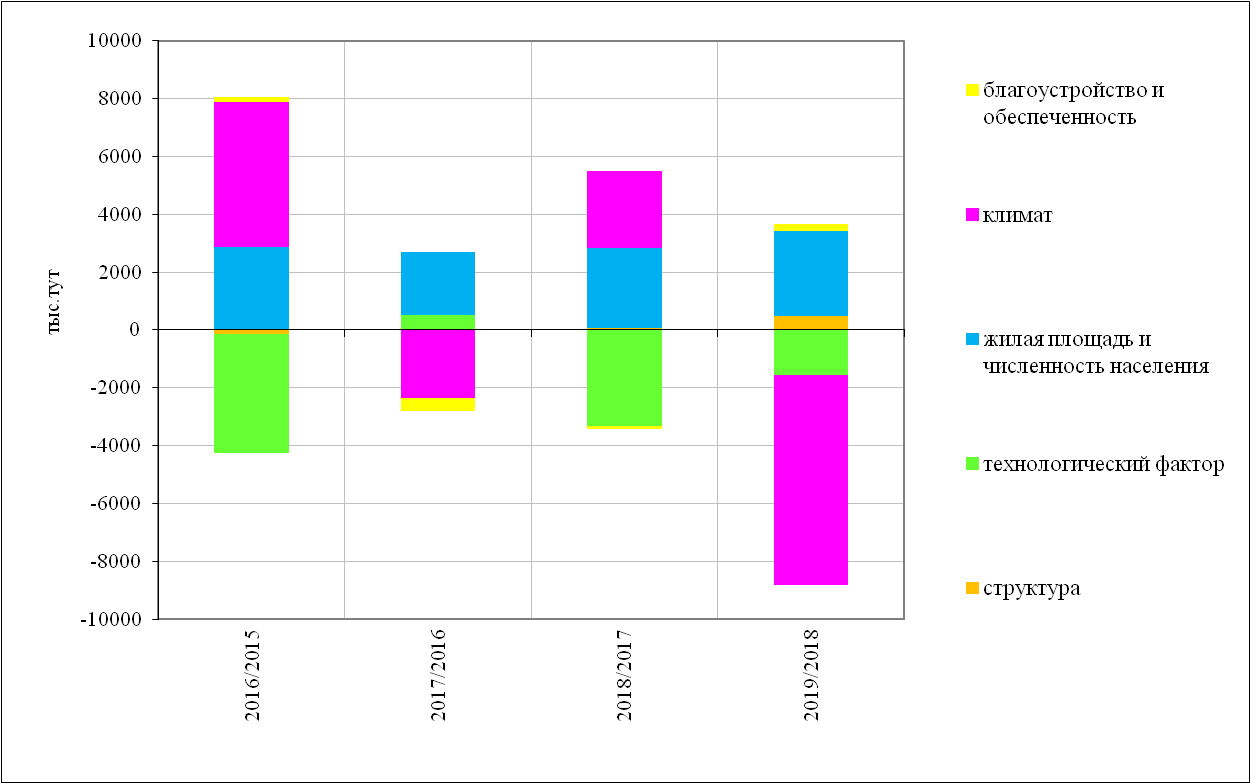 10000
8000
6000
4000
2000
0
-2000
-4000
-6000
-8000
-10000
тыс.тут
2016/2015
2017/2016
2018/2017
2019/2018
благоустройство и
обеспеченность
климат
жилая площадь и
численность населения
технологический фактор
структура